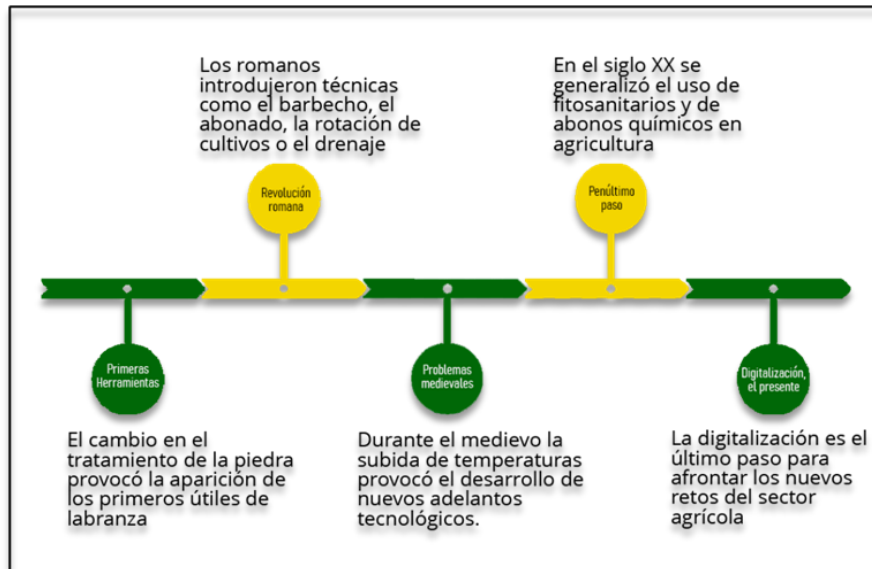 Los romanos
introdujeron técnicas
como el barbecho, el
abonado, la rotación de
cultivos o el drenaje
En el siglo XX se
generalizó el uso de
fitosanitarios y de
abonos químicos en
agricultura
Revolución
romana
Penúltimo
paso
Primeras
Herramientas
Problemas
medievales
Digitalización,
el presente
El cambio en el
tratamiento de la piedra
provocó la aparición de
los primeros útiles de
labranza
Durante el medievo la
subida de temperaturas
provocó el desarrollo de
nuevos adelantos
tecnológicos.
La digitalización es el
último paso para
afrontar los nuevos
retos del sector
agrícola